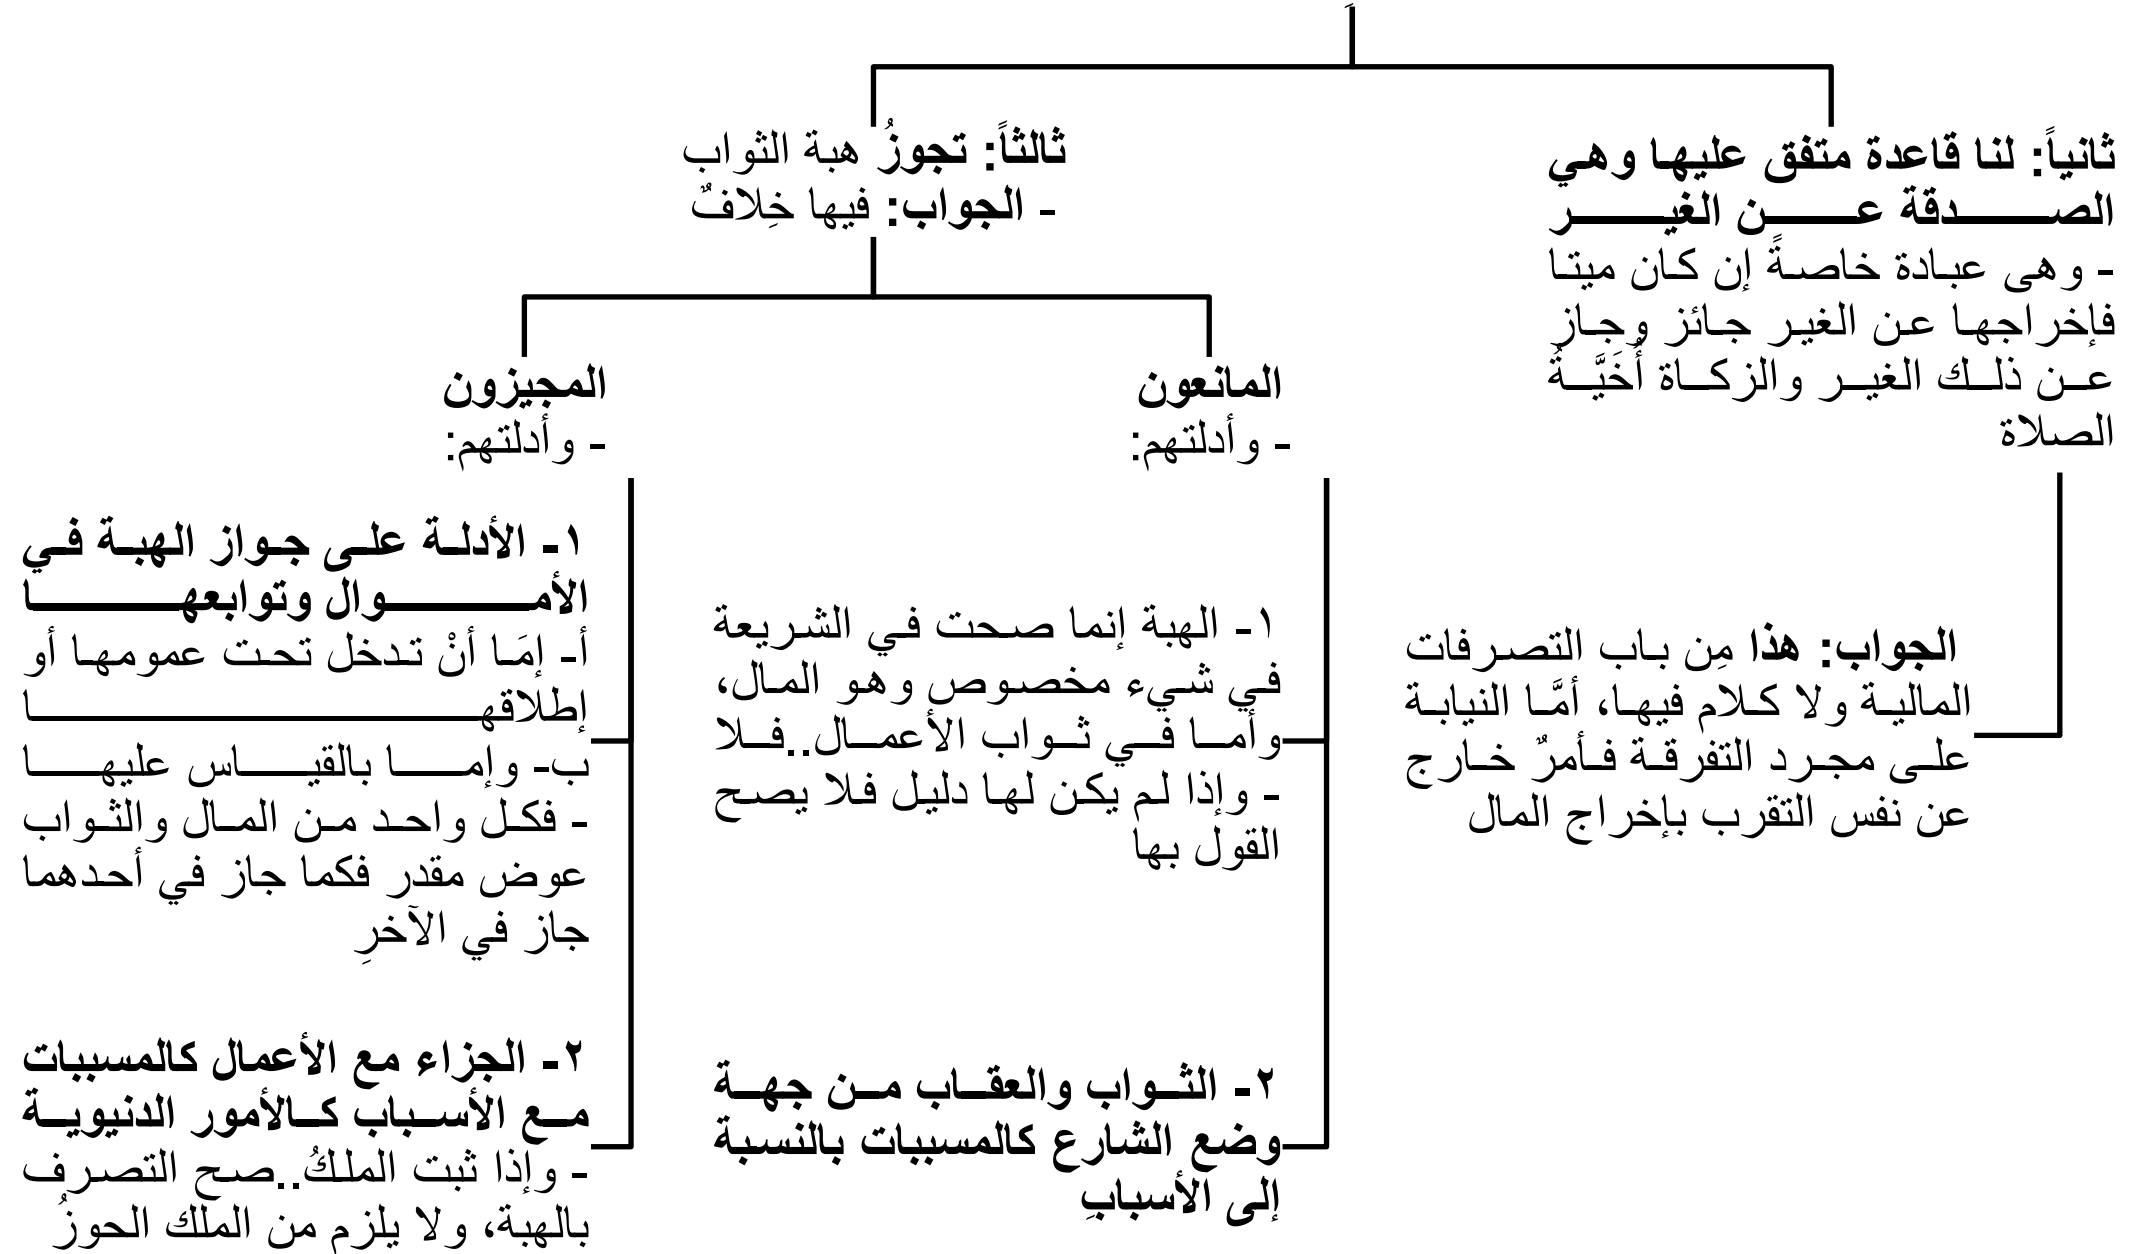 ثانياً: لنا قاعدة متفق عليها وهي
الصدقة عن الغير
- وهى عبادة خاصةً إن كان ميتا
فإخراجها عن الغير جائز وجاز
عن ذلك الغير والزكاة أُخَيَّةُ
الصلاة
الجواب: هذا مِن باب التصرفات
المالية ولا كلام فيها، أمَّا النيابة
على مجرد التفرقة فأمرٌ خارج
عن نفس التقرب بإخراج المال
ثالثاً: تجوزُ هبة الثواب
- الجواب: فيها خِلافٌ
المانعون
- وأدلتهم:
١- الهبة إنما صحت في الشريعة
في شيء مخصوص وهو المال،
وأما في ثواب الأعمال..فلا
- وإذا لم يكن لها دليل فلا يصح
القول بها
٢- الثواب والعقاب من جهة
وضع الشارع كالمسببات بالنسبة
إلى الأسبابِ
المجيزون
- وأدلتهم:
١- الأدلة على جواز الهبة في
الأموال وتوابعها
أ- إمَا أنْ تدخل تحت عمومها أو
إطلاقها
ب- وإما بالقياس عليها
- فكل واحد من المال والثواب
عوض مقدر فكما جاز في أحدهما
جاز في الآخرِ
٢- الجزاء مع الأعمال كالمسببات
مع الأسباب كالأمور الدنيوية
- وإذا ثبت الملكُ..صح التصرف
بالهبة، ولا يلزم من الملك الحوزُ